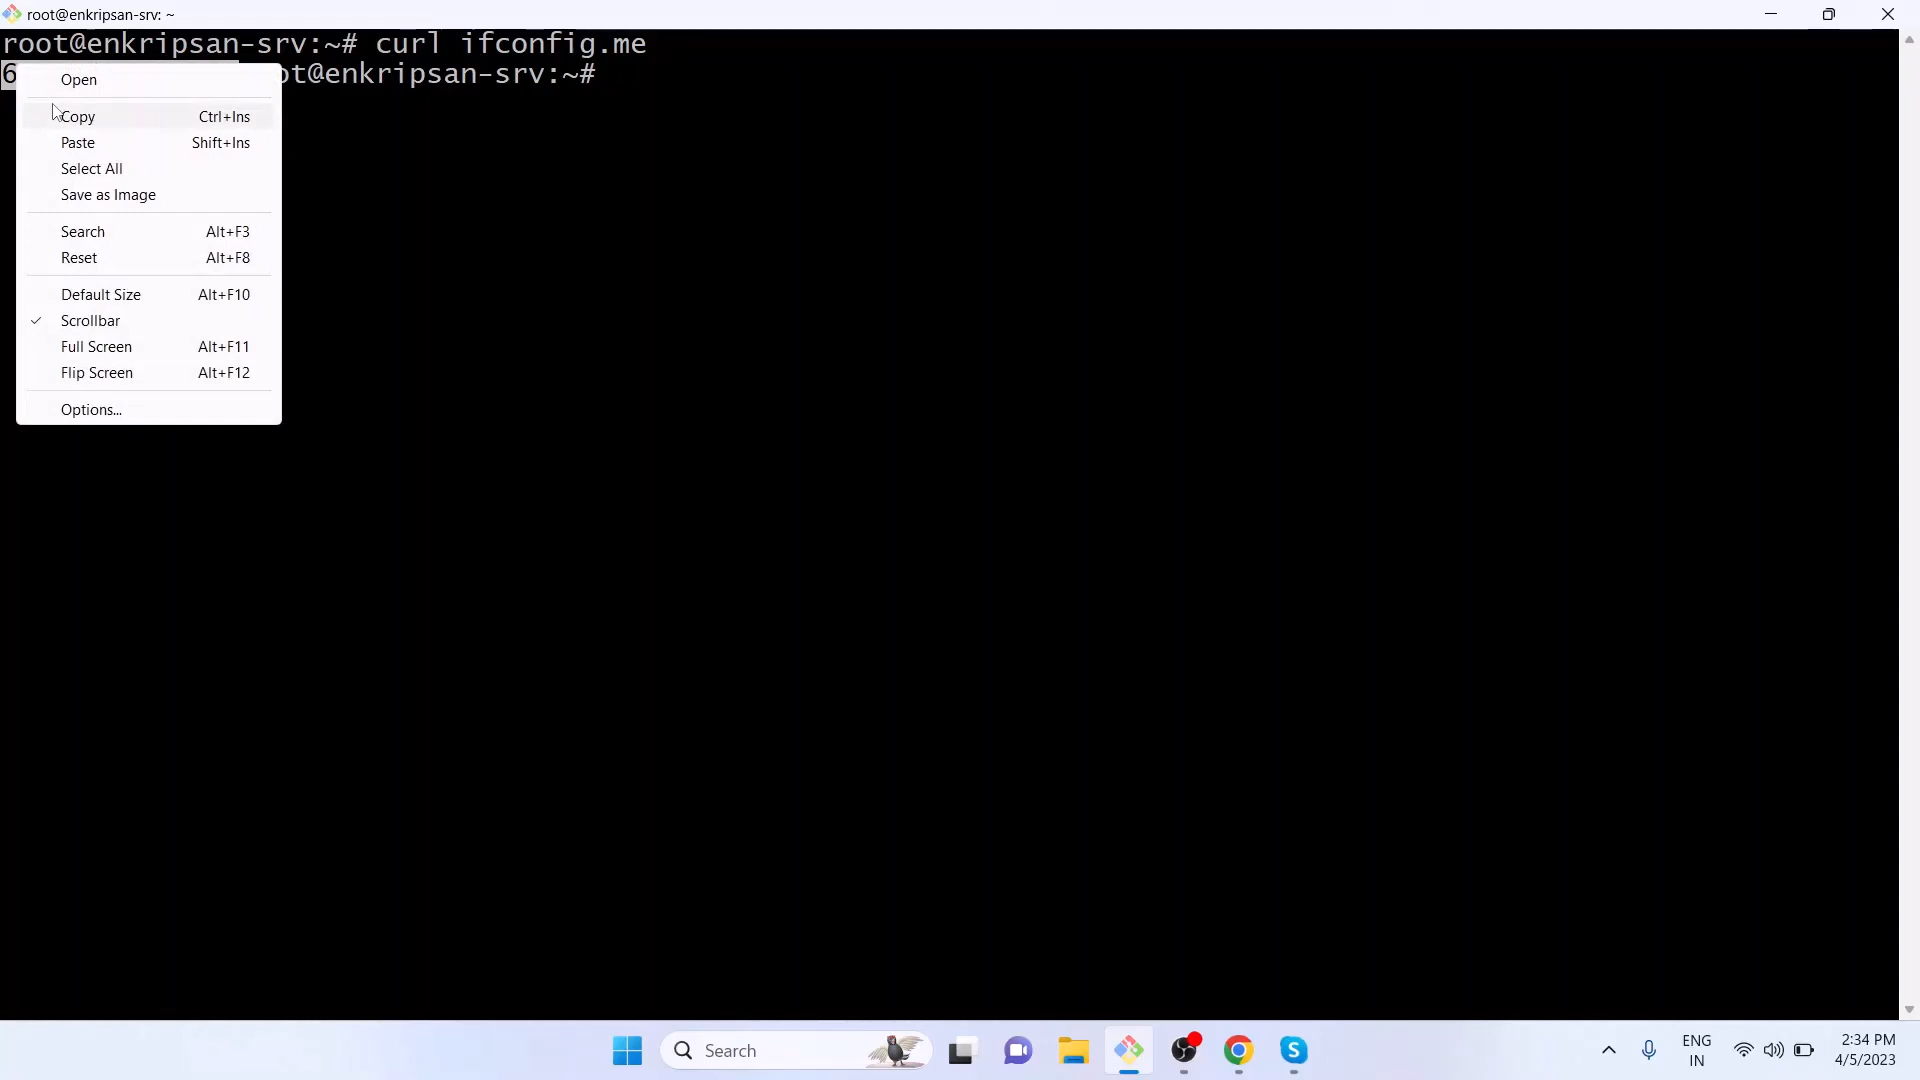 root@enkripsan-srv: ~
root@enkripsan-srv:~# curl ifconfig.me
6 ot@enkripsan-srv:~#
Open
Copy Ctrl+Ins
Paste Shift+Ins
Select All
Save as Image
Search Alt+F3
Reset Alt+F8
Default Size Alt+F10
Scrollbar
Full Screen Alt+F11
Flip Screen Alt+F12
Options...
Search
ENG
IN
2:34 PM
4/5/2023